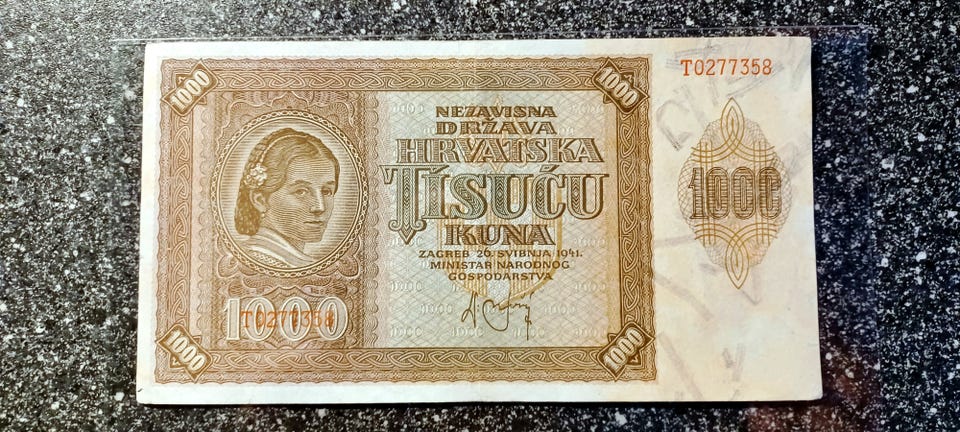 1000
1000
T0277358
NEZAVISNA
DRŽAVA
HRVATSKA
TISUĆU
KUNA
ZAGREB 26. SVIBNJA 1941.
MINISTAR NARODNOG
GOSPODARSTVA
1000
1000
T0277358
1000
1000